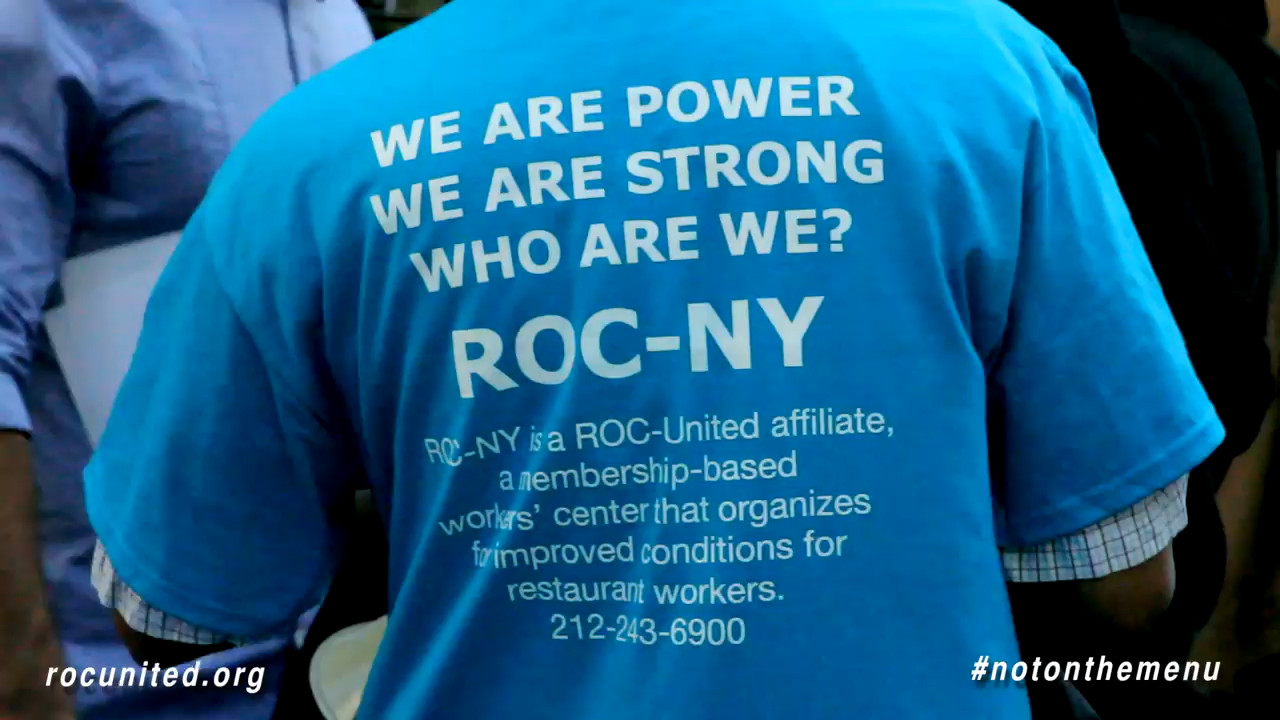 WE ARE POWER
WE ARE STRONG
WHO ARE WE?
ROC-NY
ROC-NY is a ROC-United affiliate,
a membership-based
workers' center that organizes
for improved conditions for
restaurant workers.
212-243-6900
rocunited.org
#notonthemenu